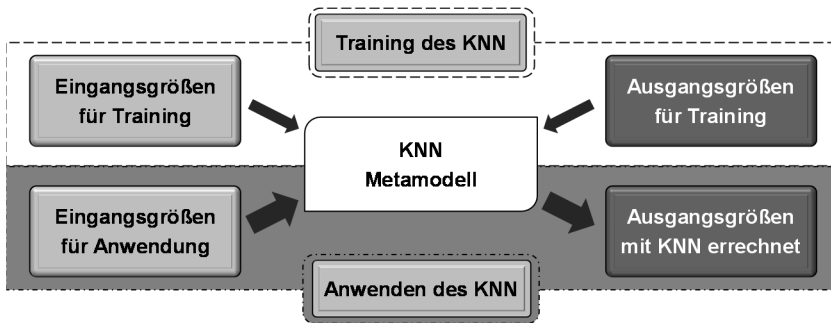 Training des KNN
Eingangsgrößen
für Training
Ausgangsgrößen
für Training
KNN
Metamodell
Eingangsgrößen
für Anwendung
Ausgangsgrößen
mit KNN errechnet
Anwenden des KNN